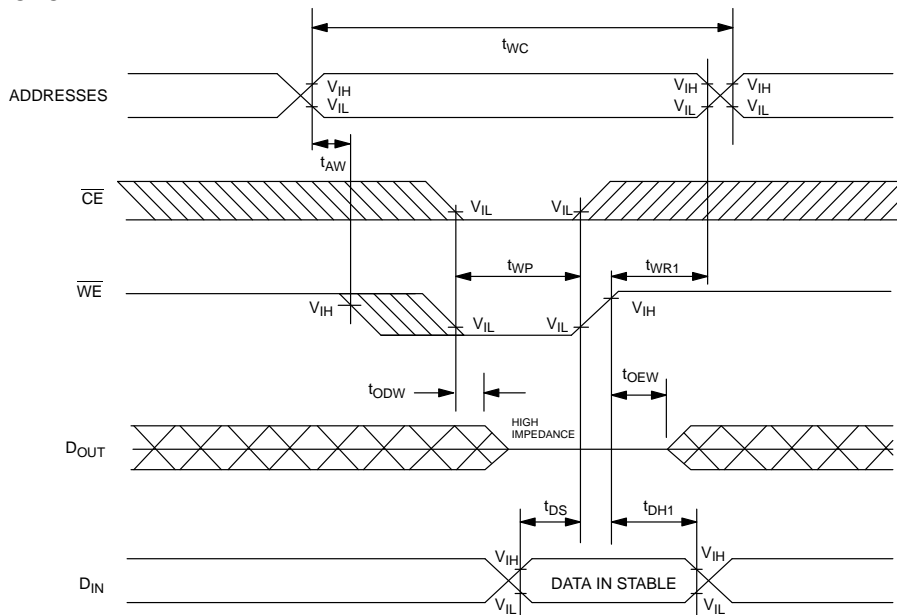 tWC
ADDRESSES
VIH
VIL
VIH
VIL
VIH
VIL
tAW
CE
VIL
VIL
tWP
tWR1
WE
VIH
VIL
VIL
VIH
tODW
tOEW
DOUT
HIGH
IMPEDANCE
tDS
tDH1
DIN
VIH
VIL
DATA IN STABLE
VIH
VIL